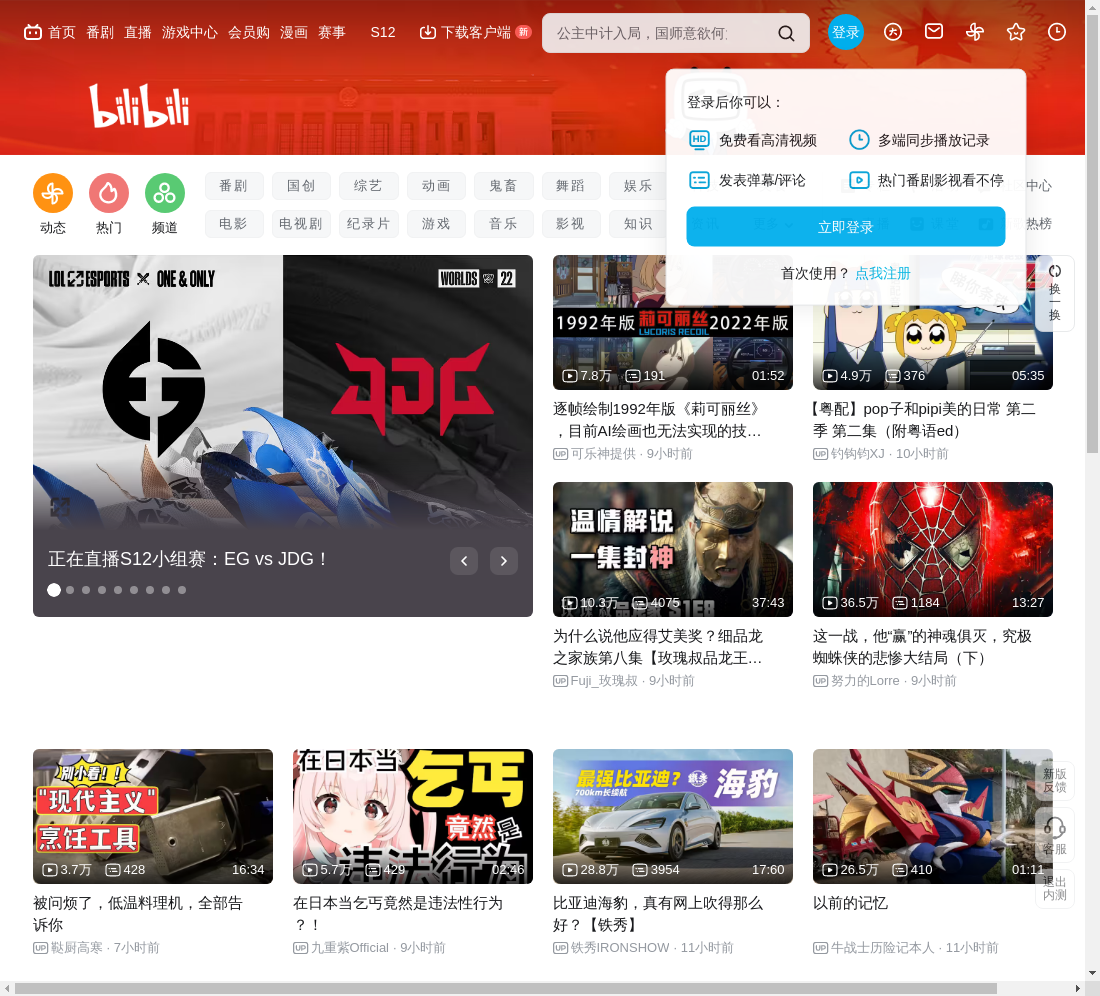 首页 番剧 直播 游戏中心 会员购 漫画 赛事 S12 下载客户端 新
公主中计入局，国师意欲何
登录
bilibili
登录后你可以：
HD 免费看高清视频 多端同步播放记录
发表弹幕/评论 热门番剧影视看不停
立即登录
首次使用？ 点我注册
动态 热门 频道
番剧 国创 综艺 动画 鬼畜 舞蹈 娱乐
中心
电影 电视剧 纪录片 游戏 音乐 影视 知识
热榜
换一换
LOL ESPORTS ONE & ONLY
WORLDS 22
JDG
正在直播S12小组赛：EG vs JDG！
1992年版 莉可丽丝 2022年版
LYCORIS RECOIL
7.8万 191 01:52
逐帧绘制1992年版《莉可丽丝》
，目前AI绘画也无法实现的技…
UP 可乐神提供 · 9小时前
4.9万 376 05:35
【粤配】pop子和pipi美的日常 第二
季 第二集（附粤语ed）
UP 钓钩钓XJ · 10小时前
温情解说
一集封神
S1E8
10.3万 4075 37:43
为什么说他应得艾美奖？细品龙
之家族第八集【玫瑰叔品龙王…
UP Fuji_玫瑰叔 · 9小时前
36.5万 1184 13:27
这一战，他“赢”的神魂俱灭，究极
蜘蛛侠的悲惨大结局（下）
UP 努力的Lorre · 9小时前
别小看！！
"现代主义"
烹饪工具
3.7万 428 16:34
被问烦了，低温料理机，全部告
诉你
UP 鞑厨高寒 · 7小时前
在日本当
乞丐
竟然是
违法行为
5.7万 429 02:46
在日本当乞丐竟然是违法性行为
？！
UP 九重紫Official · 9小时前
最强比亚迪？
700km长续航
海豹
28.8万 3954 17:60
比亚迪海豹，真有网上吹得那么
好？【铁秀】
UP 铁秀IRONSHOW · 11小时前
26.5万 410 01:11
以前的记忆
UP 牛战士历险记本人 · 11小时前
新版
反馈
客服
退出
内测